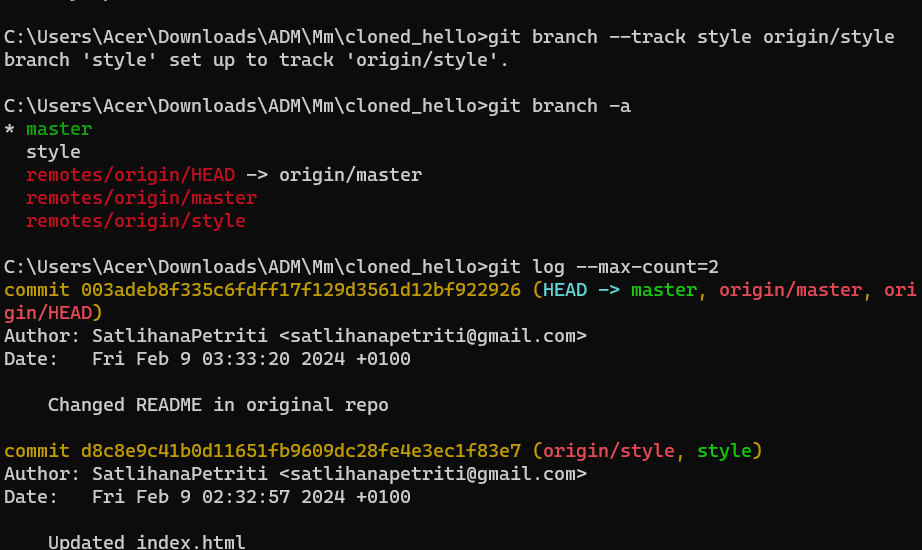 C:\Users\Acer\Downloads\ADM\Mm\cloned_hello>git branch --track style origin/style
branch 'style' set up to track 'origin/style'.
C:\Users\Acer\Downloads\ADM\Mm\cloned_hello>git branch -a
* master
style
remotes/origin/HEAD -> origin/master
remotes/origin/master
remotes/origin/style
C:\Users\Acer\Downloads\ADM\Mm\cloned_hello>git log --max-count=2
commit 003adeb8f335c6fdff17f129d3561d12bf922926 (HEAD -> master, origin/master, ori
gin/HEAD)
Author: SatlihanaPetriti <satlihanapetriti@gmail.com>
Date:   Fri Feb 9 03:33:20 2024 +0100
Changed README in original repo
commit d8c8e9c41b0d11651fb9609dc28fe4e3ec1f83e7 (origin/style, style)
Author: SatlihanaPetriti <satlihanapetriti@gmail.com>
Date:   Fri Feb 9 02:32:57 2024 +0100
Updated index.html